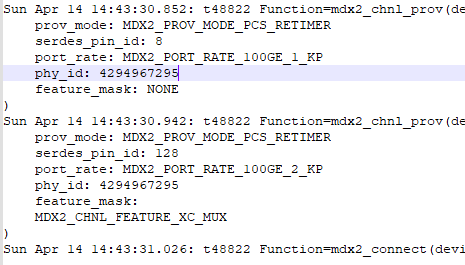 Sun Apr 14 14:43:30.852: t48822 Function=mdx2_chnl_prov(de
prov_mode: MDX2_PROV_MODE_PCS_RETIMER
serdes_pin_id: 8
port_rate: MDX2_PORT_RATE_100GE_1_KP
phy_id: 4294967295
feature_mask: NONE
)
Sun Apr 14 14:43:30.942: t48822 Function=mdx2_chnl_prov(de
prov_mode: MDX2_PROV_MODE_PCS_RETIMER
serdes_pin_id: 128
port_rate: MDX2_PORT_RATE_100GE_2_KP
phy_id: 4294967295
feature_mask:
MDX2_CHNL_FEATURE_XC_MUX
)
Sun Apr 14 14:43:31.026: t48822 Function=mdx2_connect(devi